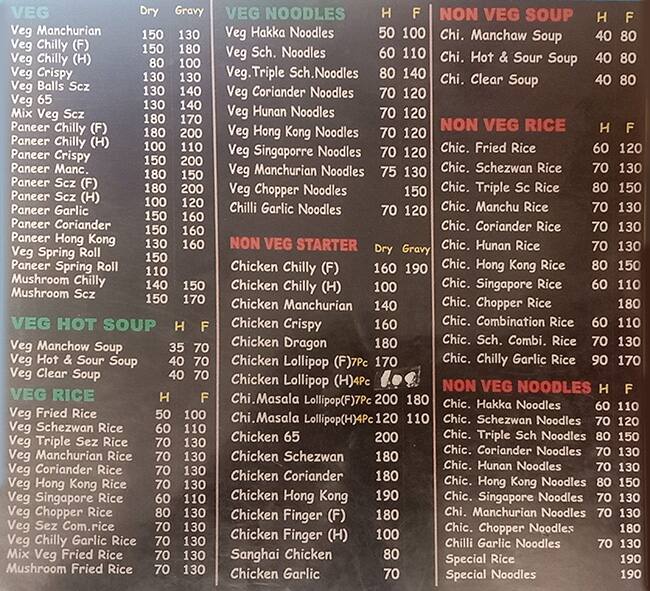 VEG Dry Gravy
Veg Manchurian 150 130
Veg Chilly (F) 150 180
Veg Chilly (H) 80 100
Veg Crispy 130 130
Veg Balls Scz 130 140
Veg 65 130 140
Mix Veg Scz 180 170
Paneer Chilly (F) 180 200
Paneer Chilly (H) 100 110
Paneer Crispy 150 200
Paneer Manc. 180 150
Paneer Scz (F) 180 200
Paneer Scz (H) 100 120
Paneer Garlic 150 160
Paneer Coriander 150 160
Paneer Hong Kong 130 160
Veg Spring Roll 150
Paneer Spring Roll 110
Mushroom Chilly 140 150
Mushroom Scz 150 170
VEG HOT SOUP H F
Veg Manchow Soup 35 70
Veg Hot & Sour Soup 40 70
Veg Clear Soup 40 70
VEG RICE H F
Veg Fried Rice 50 100
Veg Schezwan Rice 60 110
Veg Triple Sez Rice 70 130
Veg Manchurian Rice 70 130
Veg Coriander Rice 70 130
Veg Hong Kong Rice 70 130
Veg Singapore Rice 60 110
Veg Chopper Rice 80 130
Veg Sez Com.rice 70 130
Veg Chilly Garlic Rice 70 130
Mix Veg Fried Rice 70 130
Mushroom Fried Rice 70 130
VEG NOODLES H F
Veg Hakka Noodles 50 100
Veg Sch. Noodles 60 110
Veg.Triple Sch.Noodles 80 140
Veg Coriander Noodles 70 120
Veg Hunan Noodles 70 120
Veg Hong Kong Noodles 70 120
Veg Singaporre Noodles 70 120
Veg Manchurian Noodles 75 130
Veg Chopper Noodles 150
Chilli Garlic Noodles 70 120
NON VEG STARTER Dry Gravy
Chicken Chilly (F) 160 190
Chicken Chilly (H) 100
Chicken Manchurian 140
Chicken Crispy 160
Chicken Dragon 180
Chicken Lollipop (F)7Pc 170
Chicken Lollipop (H)4Pc
Chi.Masala Lollipop(F)7Pc 200 180
Chi.Masala Lollipop(H)4Pc 120 110
Chicken 65 200
Chicken Schezwan 180
Chicken Coriander 180
Chicken Hong Kong 190
Chicken Finger (F) 180
Chicken Finger (H) 100
Sanghai Chicken 80
Chicken Garlic 70
NON VEG SOUP H F
Chi. Manchaw Soup 40 80
Chi. Hot & Sour Soup 40 80
Chi. Clear Soup 40 80
NON VEG RICE H F
Chic. Fried Rice 60 120
Chic. Schezwan Rice 70 130
Chic. Triple Sc Rice 80 150
Chic. Manchu Rice 70 130
Chic. Coriander Rice 70 130
Chic. Hunan Rice 70 130
Chic. Hong Kong Rice 80 150
Chic. Singapore Rice 60 110
Chic. Chopper Rice 180
Chic. Combination Rice 60 110
Chic. Sch. Combi. Rice 70 130
Chic. Chilly Garlic Rice 90 170
NON VEG NOODLES H F
Chic. Hakka Noodles 60 110
Chic. Schezwan Noodles 70 120
Chic. Triple Sch Noodles 80 150
Chic. Coriander Noodles 70 130
Chic. Hunan Noodles 70 130
Chic. Hong Noodles 80 150
Chic. Singapore Noodles 70 130
Chi. Manchurian Noodles 70 130
Chic. Chopper Noodles 180
Chilli Garlic Noodles 70 130
Special Rice 190
Special Noodles 190